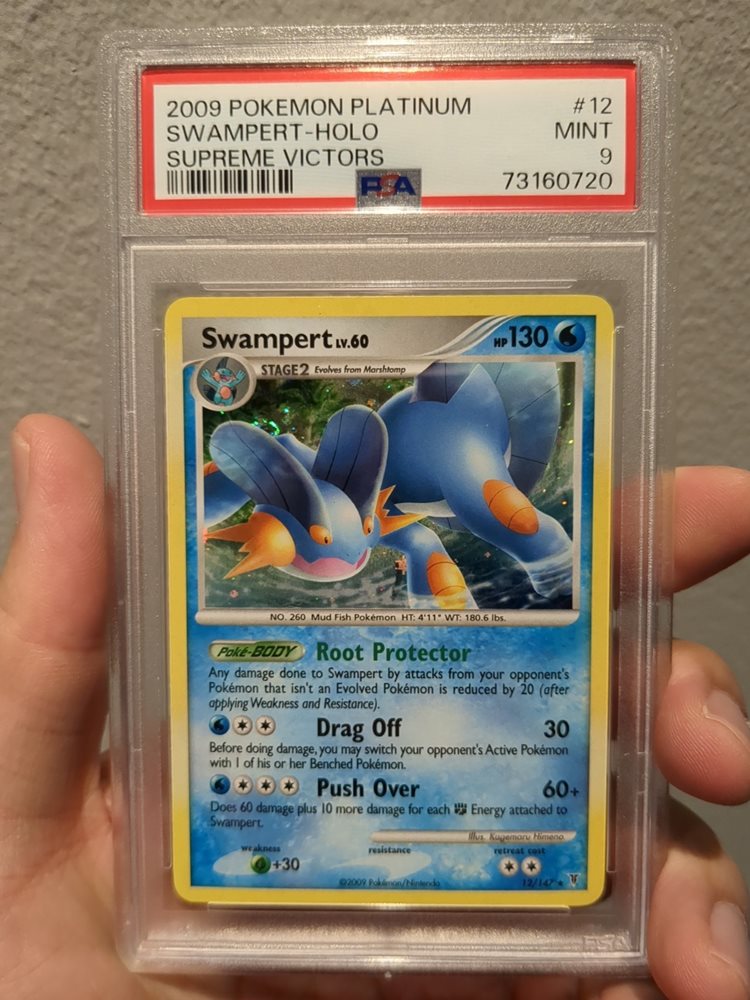 2009 POKEMON PLATINUM #12
SWAMPERT-HOLO MINT
SUPREME VICTORS 9
PSA 73160720
Swampert LV.60 HP 130
STAGE2 Evolves from Marshtomp
NO. 260 Mud Fish Pokémon HT: 4'11" WT: 180.6 lbs.
Poké-BODY Root Protector
Any damage done to Swampert by attacks from your opponent's
Pokémon that isn't an Evolved Pokémon is reduced by 20 (after
applying Weakness and Resistance).
Drag Off 30
Before doing damage, you may switch your opponent's Active Pokémon
with 1 of his or her Benched Pokémon.
Push Over 60+
Does 60 damage plus 10 more damage for each Energy attached to
Swampert.
Illus. Kagemaru Himeno
weakness resistance retreat cost
+30
©2009 Pokémon/Nintendo 12/147
PSA